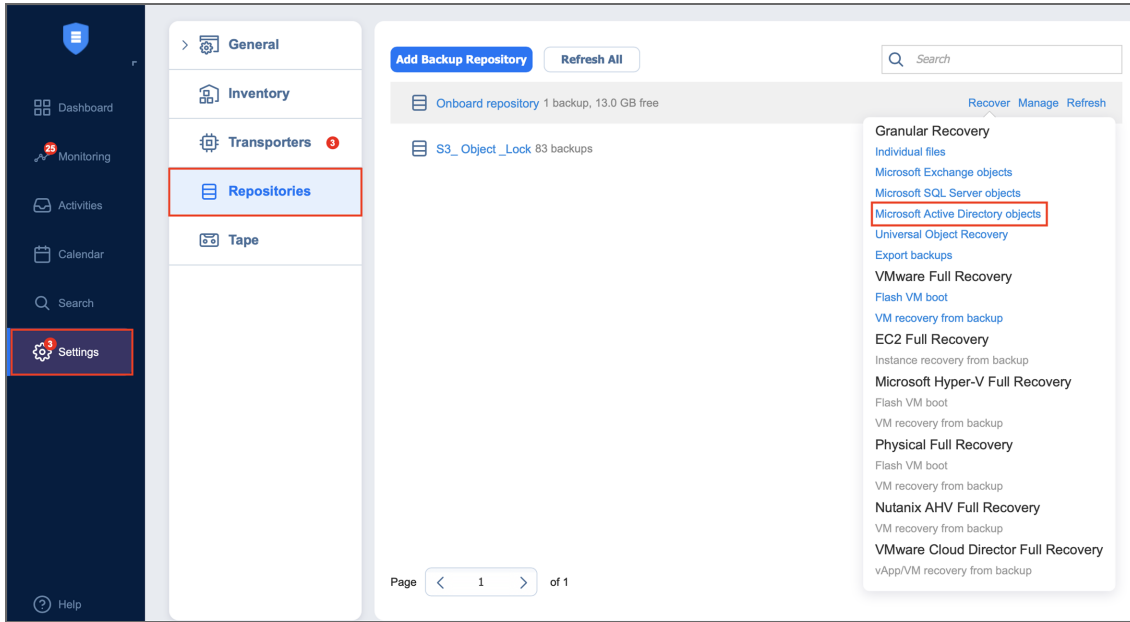 Dashboard
25
Monitoring
Activities
Calendar
Search
3
Settings
Help
General
Inventory
Transporters 3
Repositories
Tape
Add Backup Repository
Refresh All
Search
Onboard repository 1 backup, 13.0 GB free
Recover Manage Refresh
S3_ Object _Lock 83 backups
Granular Recovery
Individual files
Microsoft Exchange objects
Microsoft SQL Server objects
Microsoft Active Directory objects
Universal Object Recovery
Export backups
VMware Full Recovery
Flash VM boot
VM recovery from backup
EC2 Full Recovery
Instance recovery from backup
Microsoft Hyper-V Full Recovery
Flash VM boot
VM recovery from backup
Physical Full Recovery
Flash VM boot
VM recovery from backup
Nutanix AHV Full Recovery
VM recovery from backup
VMware Cloud Director Full Recovery
vApp/VM recovery from backup
Page 1 of 1